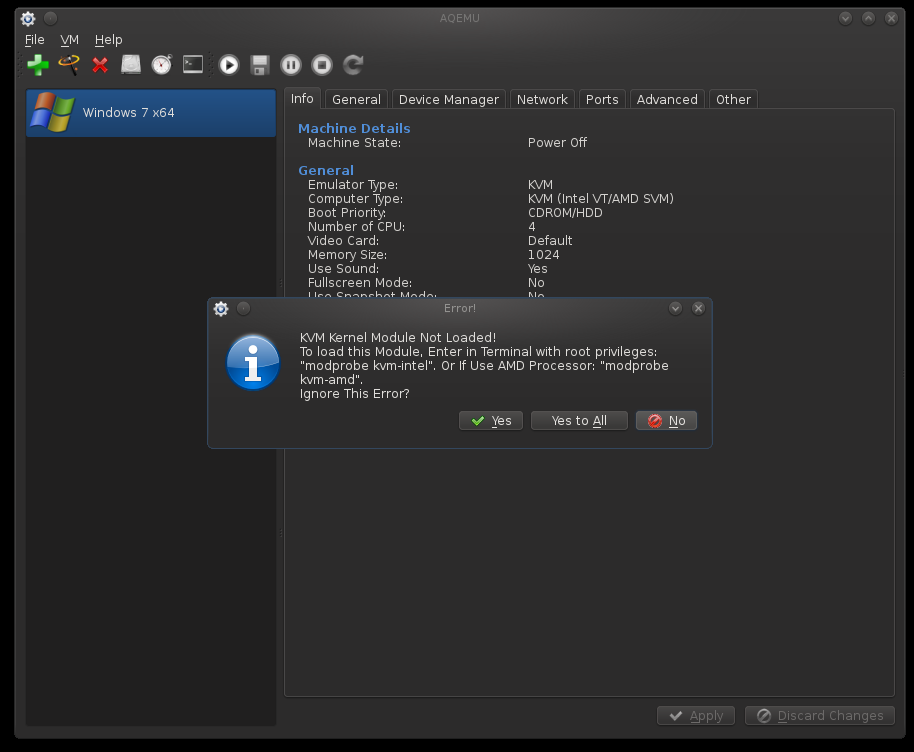 AQEMU
File VM Help
Windows 7 x64
Info General Device Manager Network Ports Advanced Other
Machine Details
Machine State: Power Off
General
Emulator Type: KVM
Computer Type: KVM (Intel VT/AMD SVM)
Boot Priority: CDROM/HDD
Number of CPU: 4
Video Card: Default
Memory Size: 1024
Use Sound: Yes
Fullscreen Mode: No
Use Snapshot Mode: No
Error!
KVM Kernel Module Not Loaded!
To load this Module, Enter in Terminal with root privileges:
"modprobe kvm-intel". Or If Use AMD Processor: "modprobe
kvm-amd".
Ignore This Error?
Yes Yes to All No
Apply Discard Changes